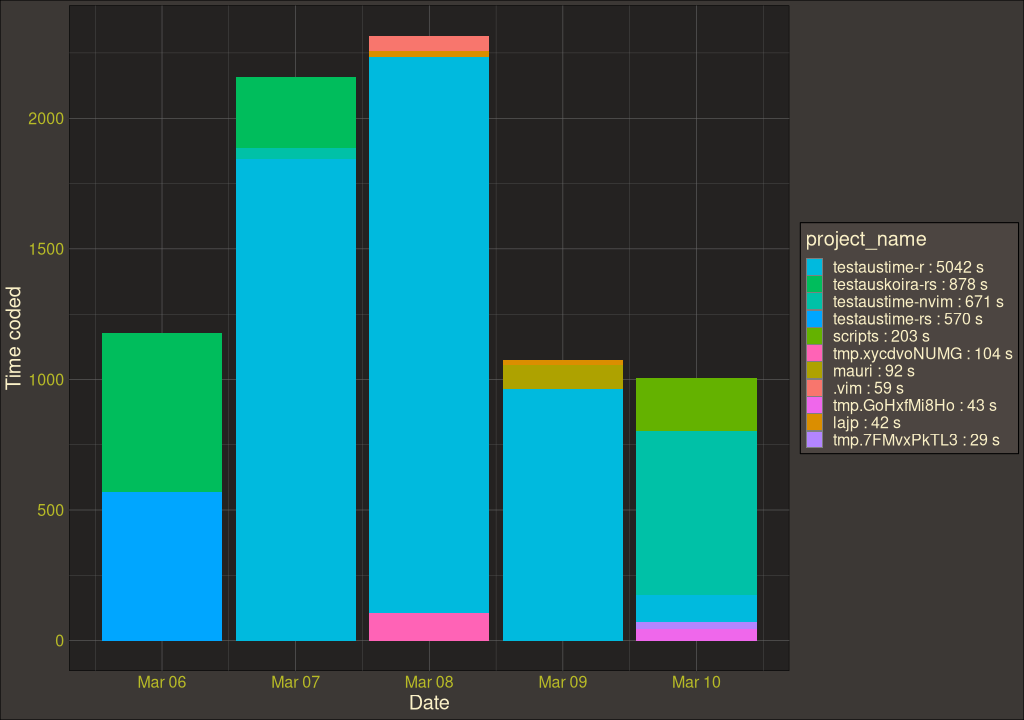 2000
1500
1000
500
0
Time coded
Mar 06
Mar 07
Mar 08
Mar 09
Mar 10
Date
project_name
testaustime-r : 5042 s
testauskoira-rs : 878 s
testaustime-nvim : 671 s
testaustime-rs : 570 s
scripts : 203 s
tmp.xycdvoNUMG : 104 s
mauri : 92 s
.vim : 59 s
tmp.GoHxfMi8Ho : 43 s
lajp : 42 s
tmp.7FMvxPkTL3 : 29 s